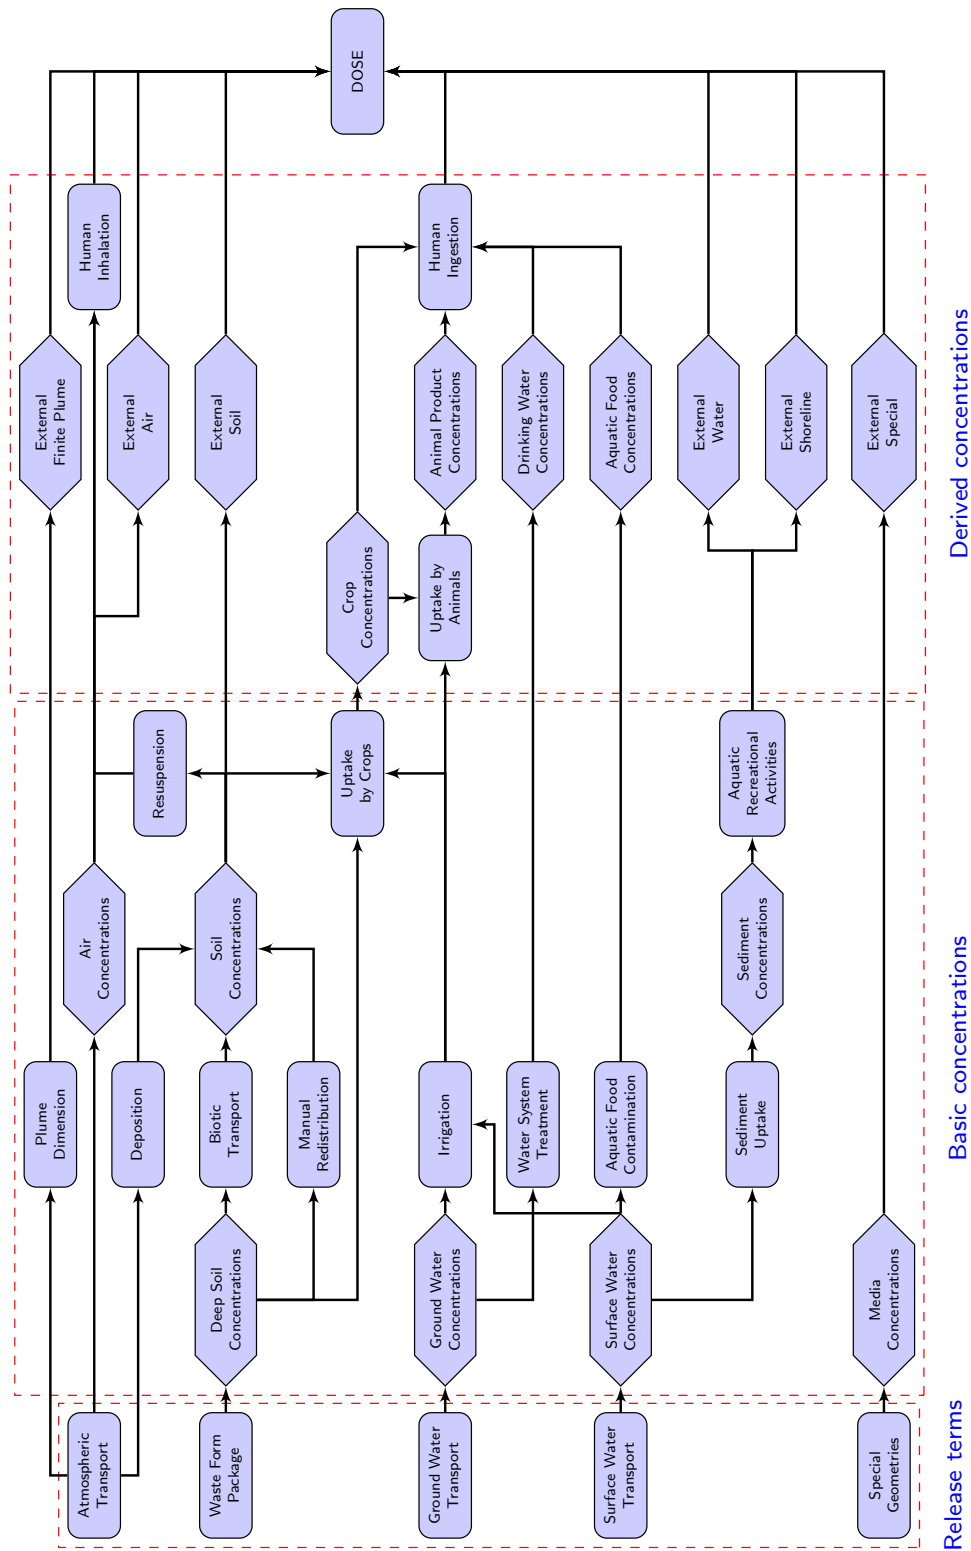 Atmospheric
Transport
Waste Form
Package
Ground Water
Transport
Surface Water
Transport
Special
Geometries
Release terms
Deep Soil
Concentrations
Ground Water
Concentrations
Surface Water
Concentrations
Media
Concentrations
Plume
Dimension
Deposition
Biotic
Transport
Manual
Redistribution
Irrigation
Water System
Treatment
Aquatic Food
Contamination
Sediment
Uptake
Air
Concentrations
Soil
Concentrations
Sediment
Concentrations
Resuspension
Uptake
by Crops
Aquatic
Recreational
Activities
Basic concentrations
Crop
Concentrations
Uptake by
Animals
External
Finite Plume
External
Air
External
Soil
Animal Product
Concentrations
Drinking Water
Concentrations
Aquatic Food
Concentrations
External
Water
External
Shoreline
External
Special
Human
Inhalation
Human
Ingestion
Derived concentrations
DOSE